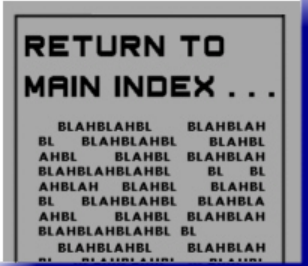 RETURN TO
MAIN INDEX . . .
BLAHBLAHBL BLAHBLAH
BL BLAHBLAHBL BLAHBL
AHBL BLAHBL BLAHBLAH
BLAHBLAHBLAHBL BL BL
AHBLAH BLAHBL BLAHBL
BL BLAHBLAHBL BLAHBLA
AHBL BLAHBL BLAHBLAH
BLAHBLAHBLAHBL BL
BLAHBLAHBL BLAHBLAH